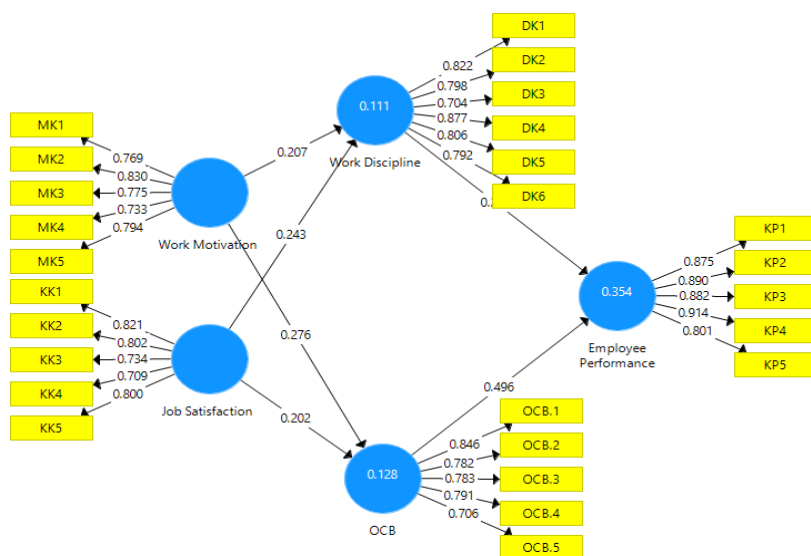 DK1
DK2
DK3
DK4
DK5
DK6
0.822
0.798
0.704
0.877
0.806
0.792
0.111
Work Discipline
MK1
MK2
MK3
MK4
MK5
0.769
0.830
0.775
0.733
0.794
Work Motivation
0.207
0.243
0.276
0.202
KK1
KK2
KK3
KK4
KK5
0.821
0.802
0.734
0.709
0.800
Job Satisfaction
KP1
KP2
KP3
KP4
KP5
0.875
0.890
0.882
0.914
0.801
0.354
Employee
Performance
0.496
OCB.1
OCB.2
OCB.3
OCB.4
OCB.5
0.846
0.782
0.783
0.791
0.706
0.128
OCB